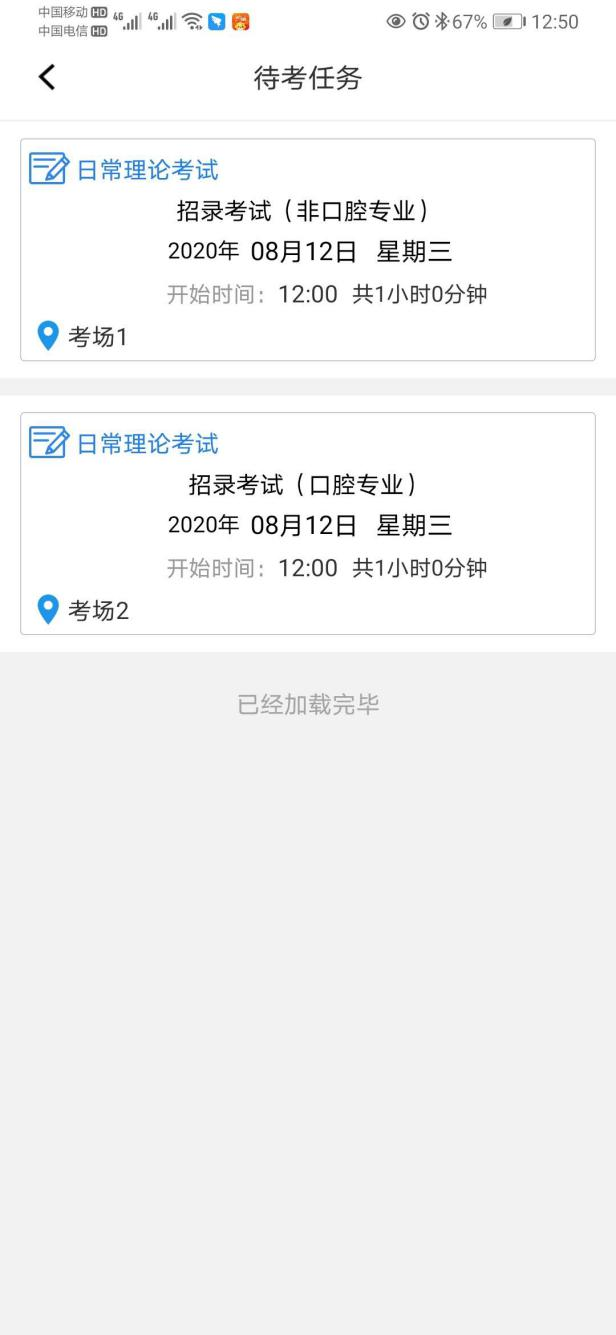 中国移动 HD 4G 4G 67% 12:50
中国电信 HD
待考任务
日常理论考试
招录考试（非口腔专业）
2020年 08月12日 星期三
开始时间：12:00 共1小时0分钟
考场1
日常理论考试
招录考试（口腔专业）
2020年 08月12日 星期三
开始时间：12:00 共1小时0分钟
考场2
已经加载完毕